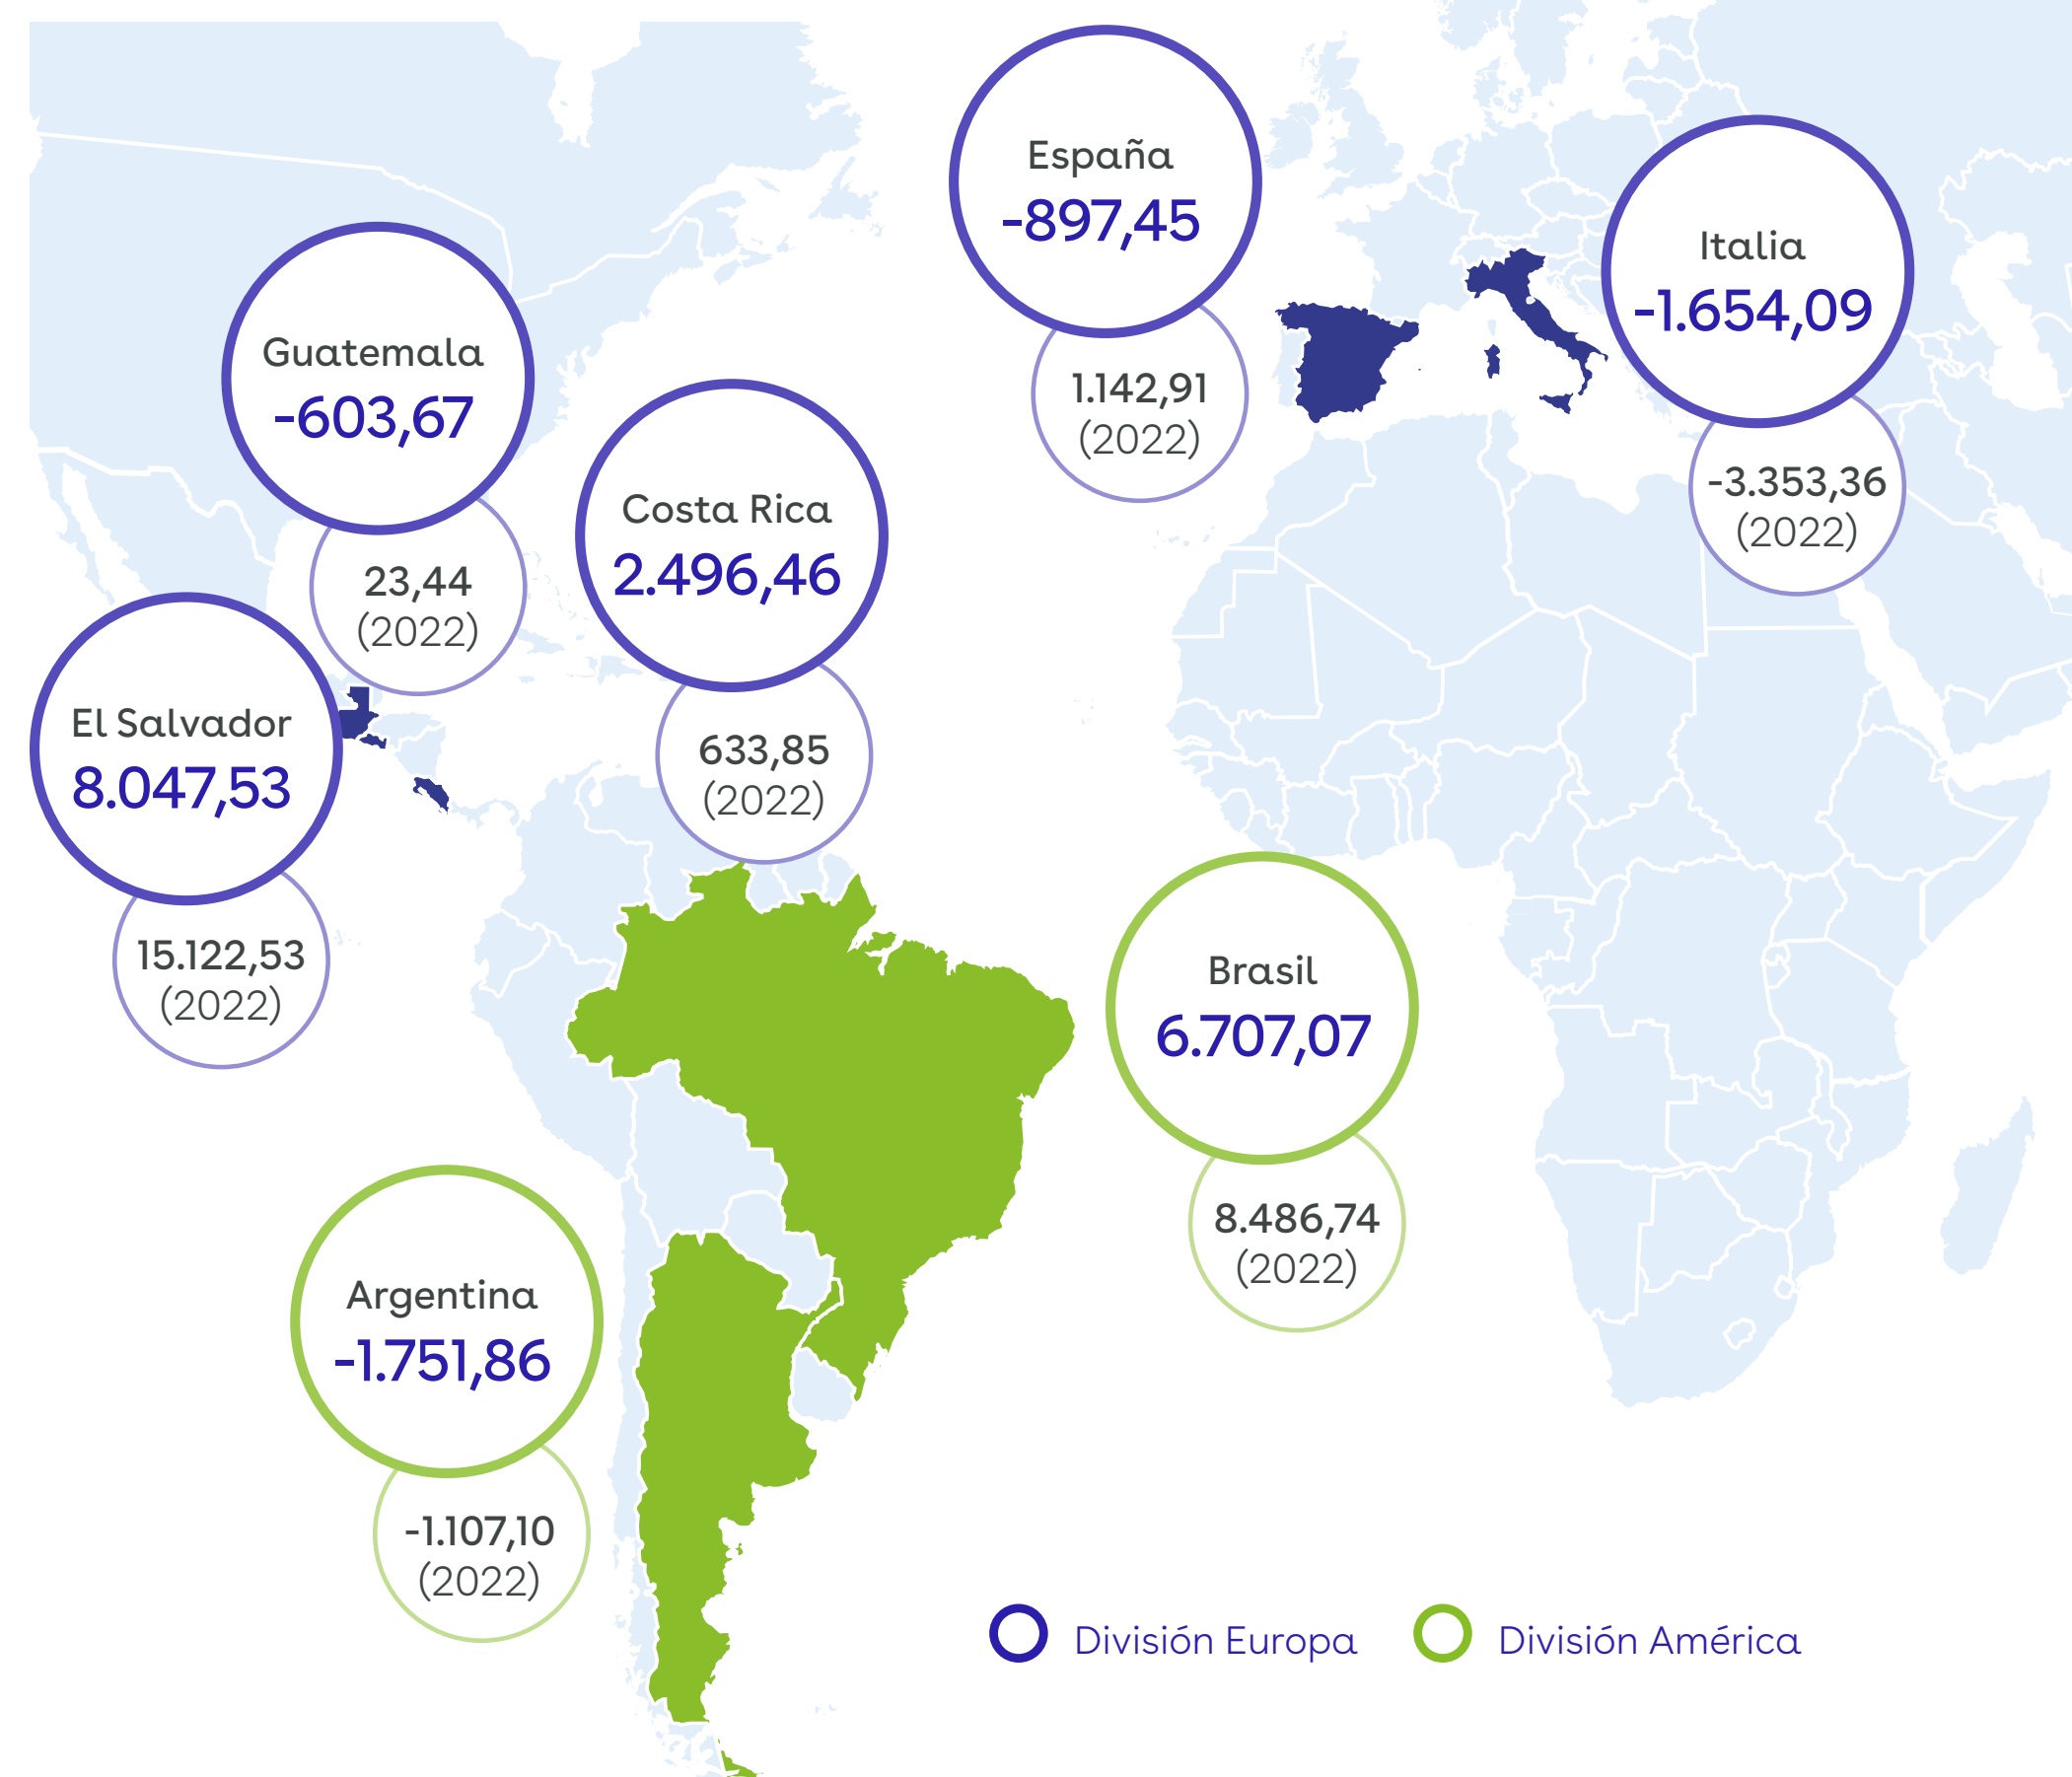 España
-897,45
1.142,91
(2022)
Italia
-1.654,09
-3.353,36
(2022)
Guatemala
-603,67
23,44
(2022)
Costa Rica
2.496,46
633,85
(2022)
El Salvador
8.047,53
15.122,53
(2022)
Brasil
6.707,07
8.486,74
(2022)
Argentina
-1.751,86
-1.107,10
(2022)
División Europa
División América